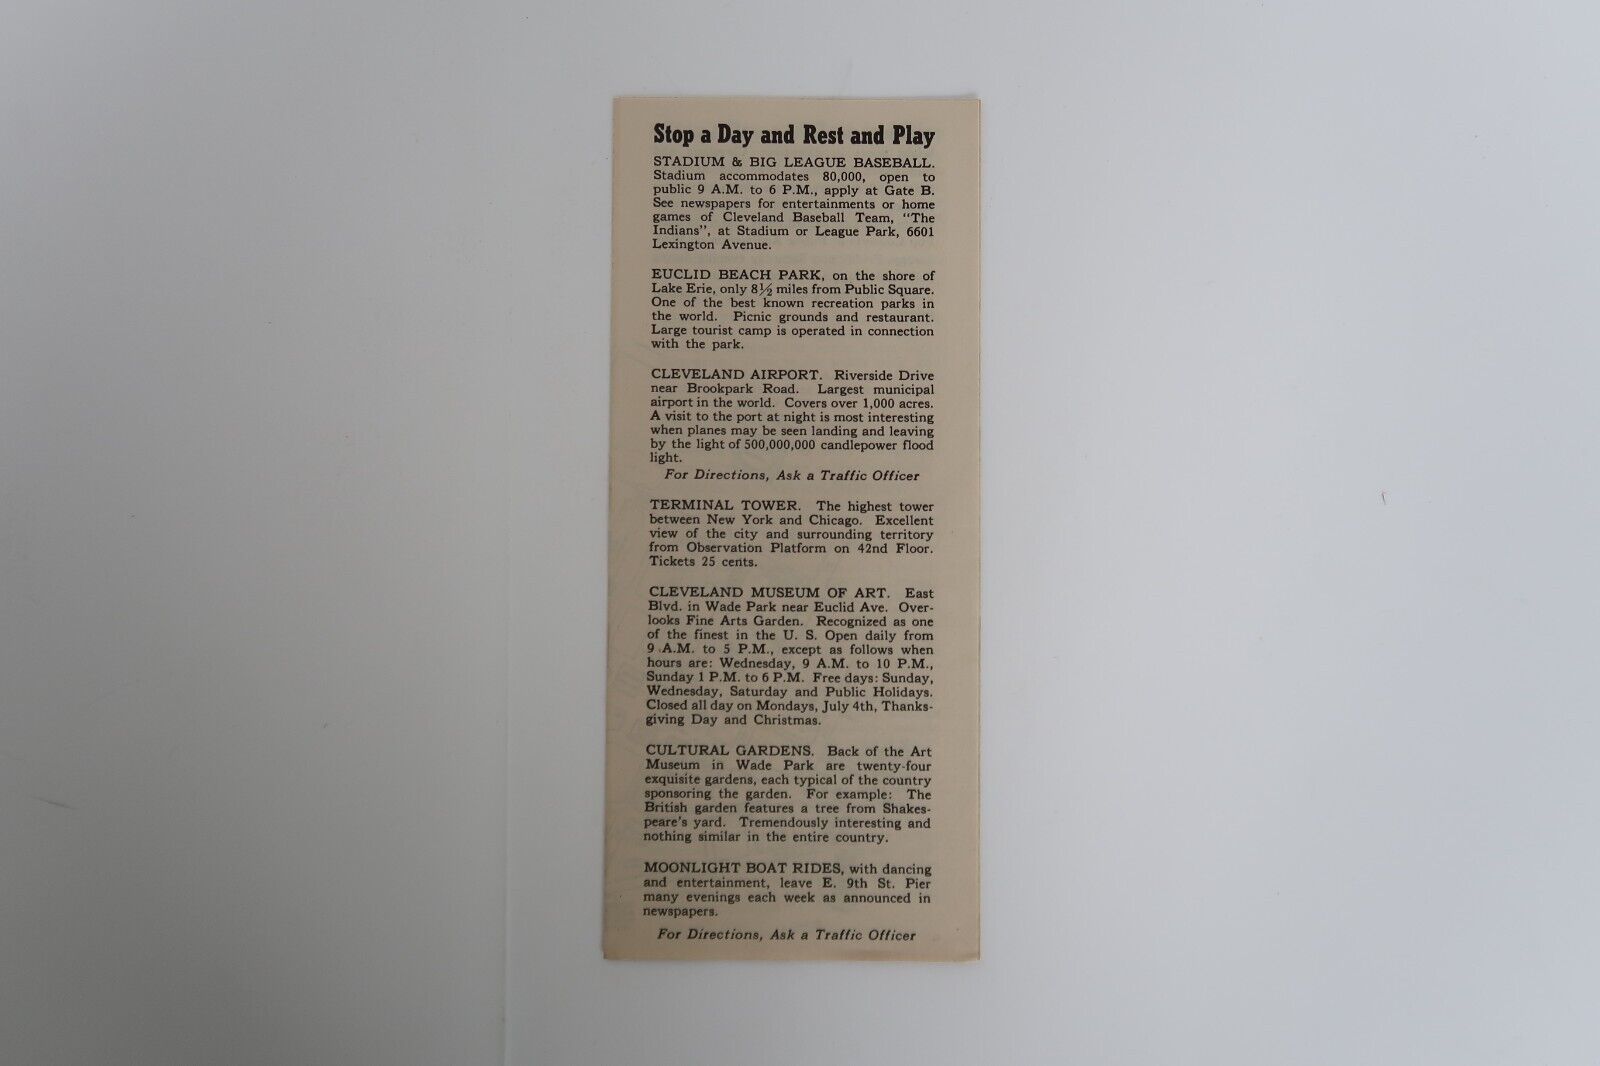 Stop a Day and Rest and Play
STADIUM & BIG LEAGUE BASEBALL.
Stadium accommodates 80,000, open to
public 9 A.M. to 6 P.M., apply at Gate B.
See newspapers for entertainments or home
games of Cleveland Baseball Team, "The
Indians", at Stadium or League Park, 6601
Lexington Avenue.
EUCLID BEACH PARK, on the shore of
Lake Erie, only 8½ miles from Public Square.
One of the best known recreation parks in
the world. Picnic grounds and restaurant.
Large tourist camp is operated in connection
with the park.
CLEVELAND AIRPORT. Riverside Drive
near Brookpark Road. Largest municipal
airport in the world. Covers over 1,000 acres.
A visit to the port at night is most interesting
when planes may be seen landing and leaving
by the light of 500,000,000 candlepower flood
light.
For Directions, Ask a Traffic Officer
TERMINAL TOWER. The highest tower
between New York and Chicago. Excellent
view of the city and surrounding territory
from Observation Platform on 42nd Floor.
Tickets 25 cents.
CLEVELAND MUSEUM OF ART. East
Blvd. in Wade Park near Euclid Ave. Over-
looks Fine Arts Garden. Recognized as one
of the finest in the U. S. Open daily from
9 A.M. to 5 P.M., except as follows when
hours are: Wednesday, 9 A.M. to 10 P.M.,
Sunday 1 P.M. to 6 P.M. Free days: Sunday,
Wednesday, Saturday and Public Holidays.
Closed all day on Mondays, July 4th, Thanks-
giving Day and Christmas.
CULTURAL GARDENS. Back of the Art
Museum in Wade Park are twenty-four
exquisite gardens, each typical of the country
sponsoring the garden. For example: The
British garden features a tree from Shakes-
peare's yard. Tremendously interesting and
nothing similar in the entire country.
MOONLIGHT BOAT RIDES, with dancing
and entertainment, leave E. 9th St. Pier
many evenings each week as announced in
newspapers.
For Directions, Ask a Traffic Officer